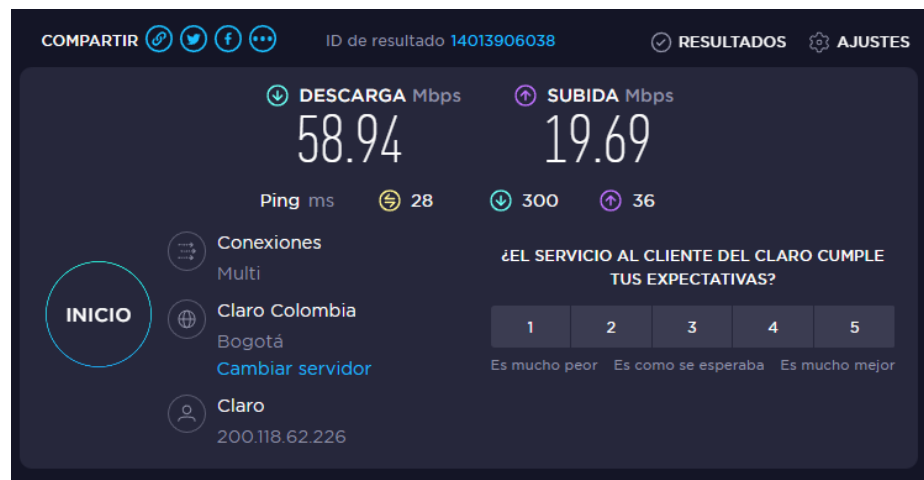 COMPARTIR ID de resultado 14013906038 RESULTADOS AJUSTES
DESCARGA Mbps SUBIDA Mbps
58.94 19.69
Ping ms 28 300 36
Conexiones
Multi
Claro Colombia
Bogotá
Cambiar servidor
Claro
200.118.62.226
INICIO
¿EL SERVICIO AL CLIENTE DEL CLARO CUMPLE
TUS EXPECTATIVAS?
1 2 3 4 5
Es mucho peor Es como se esperaba Es mucho mejor